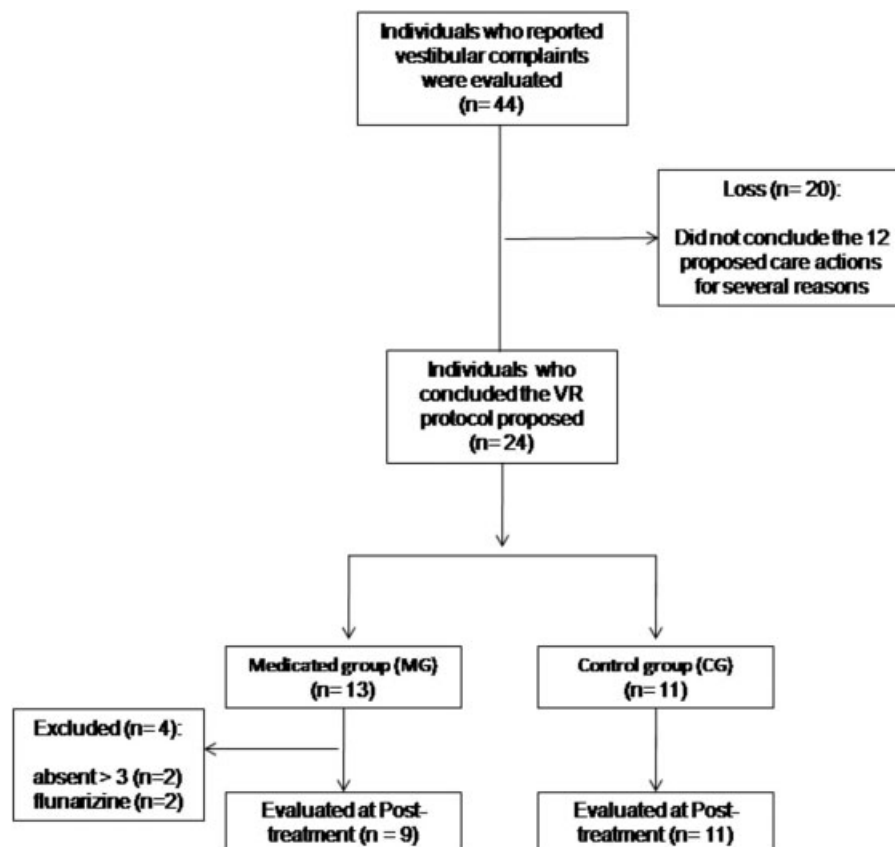 Individuals who reported
vestibular complaints
were evaluated
(n= 44)
Loss (n= 20):
Did not conclude the 12
proposed care actions
for several reasons
Individuals who
concluded the VR
protocol proposed
(n= 24)
Medicated group (MG)
(n= 13)
Control group (CG)
(n= 11)
Excluded (n= 4):
absent > 3 (n=2)
flunarizine (n=2)
Evaluated at Post-
treatment (n = 9)
Evaluated at Post-
treatment (n= 11)